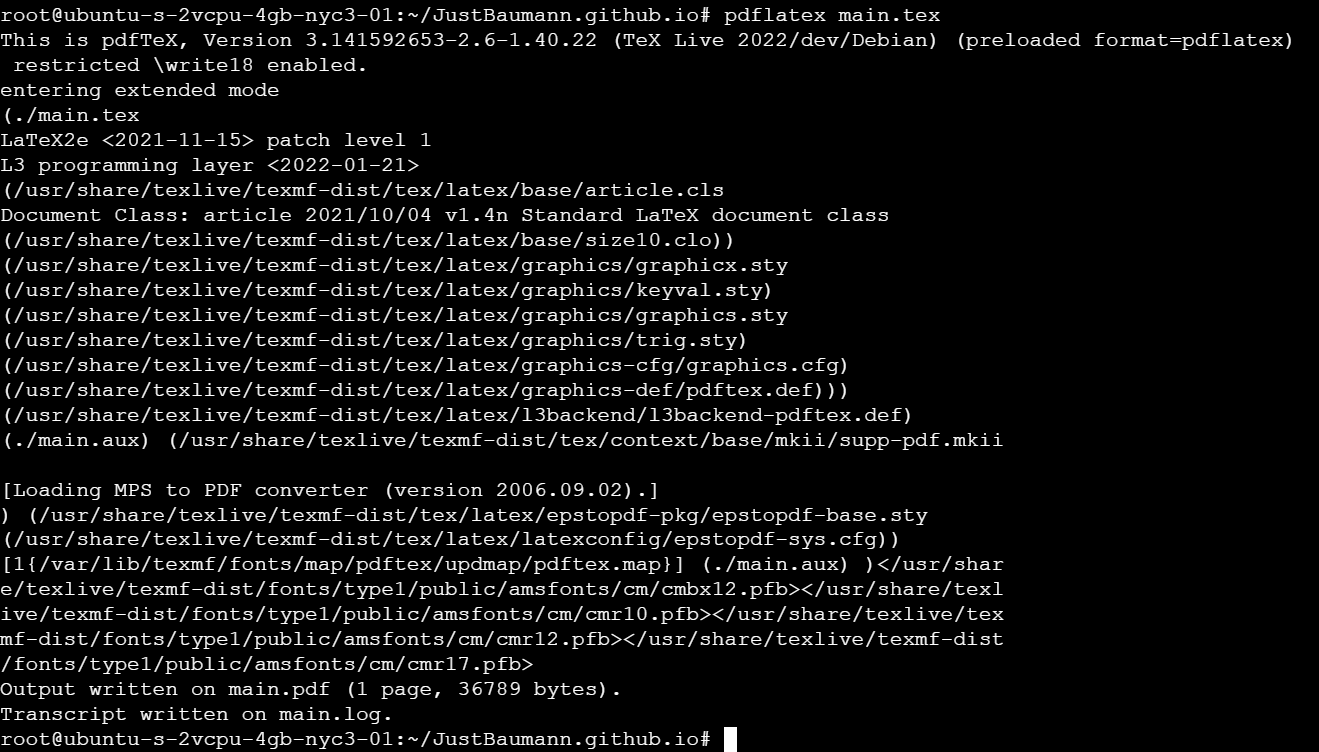 root@ubuntu-s-2vcpu-4gb-nyc3-01:~/JustBaumann.github.io# pdflatex main.tex
This is pdfTeX, Version 3.141592653-2.6-1.40.22 (TeX Live 2022/dev/Debian) (preloaded format=pdflatex)
 restricted \write18 enabled.
entering extended mode
(./main.tex
LaTeX2e <2021-11-15> patch level 1
L3 programming layer <2022-01-21>
(/usr/share/texlive/texmf-dist/tex/latex/base/article.cls
Document Class: article 2021/10/04 v1.4n Standard LaTeX document class
(/usr/share/texlive/texmf-dist/tex/latex/base/size10.clo))
(/usr/share/texlive/texmf-dist/tex/latex/graphics/graphicx.sty
(/usr/share/texlive/texmf-dist/tex/latex/graphics/keyval.sty)
(/usr/share/texlive/texmf-dist/tex/latex/graphics/graphics.sty
(/usr/share/texlive/texmf-dist/tex/latex/graphics/trig.sty)
(/usr/share/texlive/texmf-dist/tex/latex/graphics-cfg/graphics.cfg)
(/usr/share/texlive/texmf-dist/tex/latex/graphics-def/pdftex.def)))
(/usr/share/texlive/texmf-dist/tex/latex/l3backend/l3backend-pdftex.def)
(./main.aux) (/usr/share/texlive/texmf-dist/tex/context/base/mkii/supp-pdf.mkii
[Loading MPS to PDF converter (version 2006.09.02).]
) (/usr/share/texlive/texmf-dist/tex/latex/epstopdf-pkg/epstopdf-base.sty
(/usr/share/texlive/texmf-dist/tex/latex/latexconfig/epstopdf-sys.cfg))
[1{/var/lib/texmf/fonts/map/pdftex/updmap/pdftex.map}] (./main.aux) )</usr/shar
e/texlive/texmf-dist/fonts/type1/public/amsfonts/cm/cmbx12.pfb></usr/share/texl
ive/texmf-dist/fonts/type1/public/amsfonts/cm/cmr10.pfb></usr/share/texlive/tex
mf-dist/fonts/type1/public/amsfonts/cm/cmr12.pfb></usr/share/texlive/texmf-dist
/fonts/type1/public/amsfonts/cm/cmr17.pfb>
Output written on main.pdf (1 page, 36789 bytes).
Transcript written on main.log.
root@ubuntu-s-2vcpu-4gb-nyc3-01:~/JustBaumann.github.io#